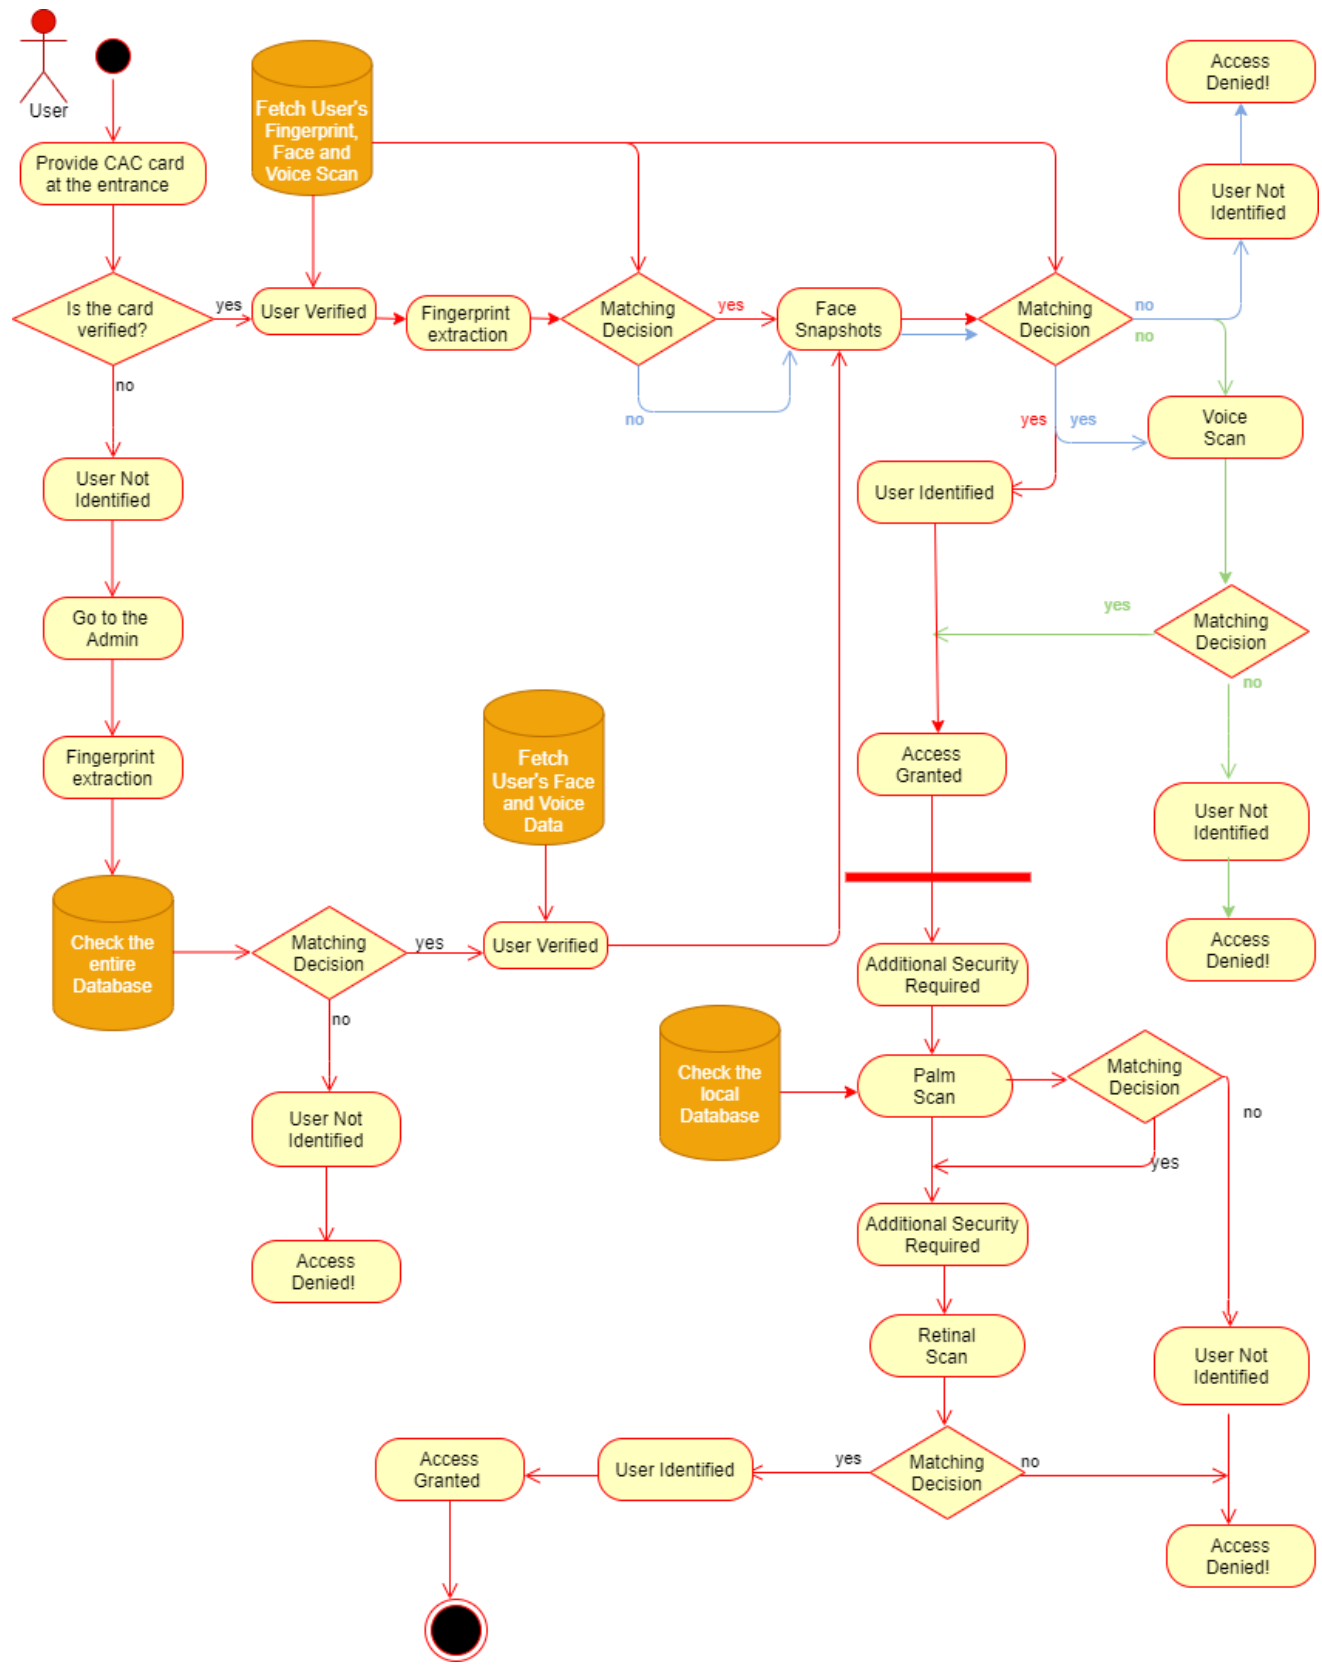 User
Provide CAC card
at the entrance
Is the card
verified?
yes
no
User Not
Identified
Go to the
Admin
Fingerprint
extraction
Check the
entire
Database
Fetch User's
Fingerprint,
Face and
Voice Scan
User Verified
Fingerprint
extraction
Matching
Decision
yes
no
Face
Snapshots
Matching
Decision
no
no
yes
yes
Access
Denied!
User Not
Identified
Voice
Scan
User Identified
Matching
Decision
yes
no
Access
Granted
User Not
Identified
Access
Denied!
Fetch
User's Face
and Voice
Data
Matching
Decision
yes
User Verified
no
User Not
Identified
Access
Denied!
Additional Security
Required
Check the
local
Database
Palm
Scan
Matching
Decision
no
yes
Additional Security
Required
Retinal
Scan
User Not
Identified
Matching
Decision
yes
no
User Identified
Access
Granted
Access
Denied!